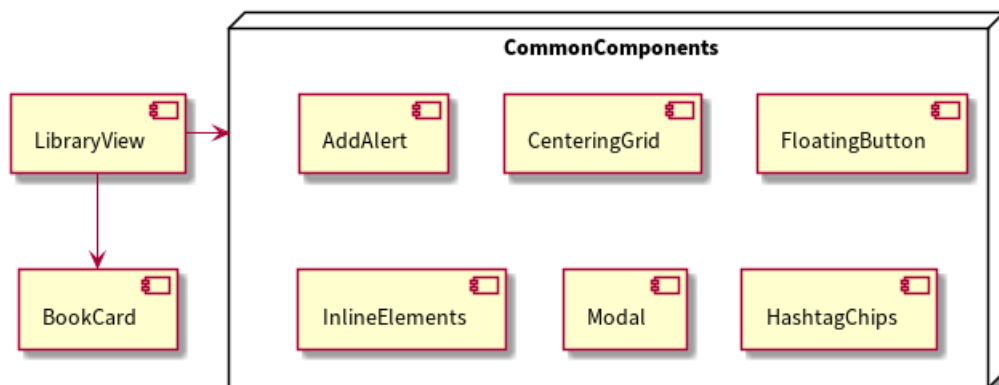 CommonComponents
LibraryView
AddAlert
CenteringGrid
FloatingButton
BookCard
InlineElements
Modal
HashtagChips